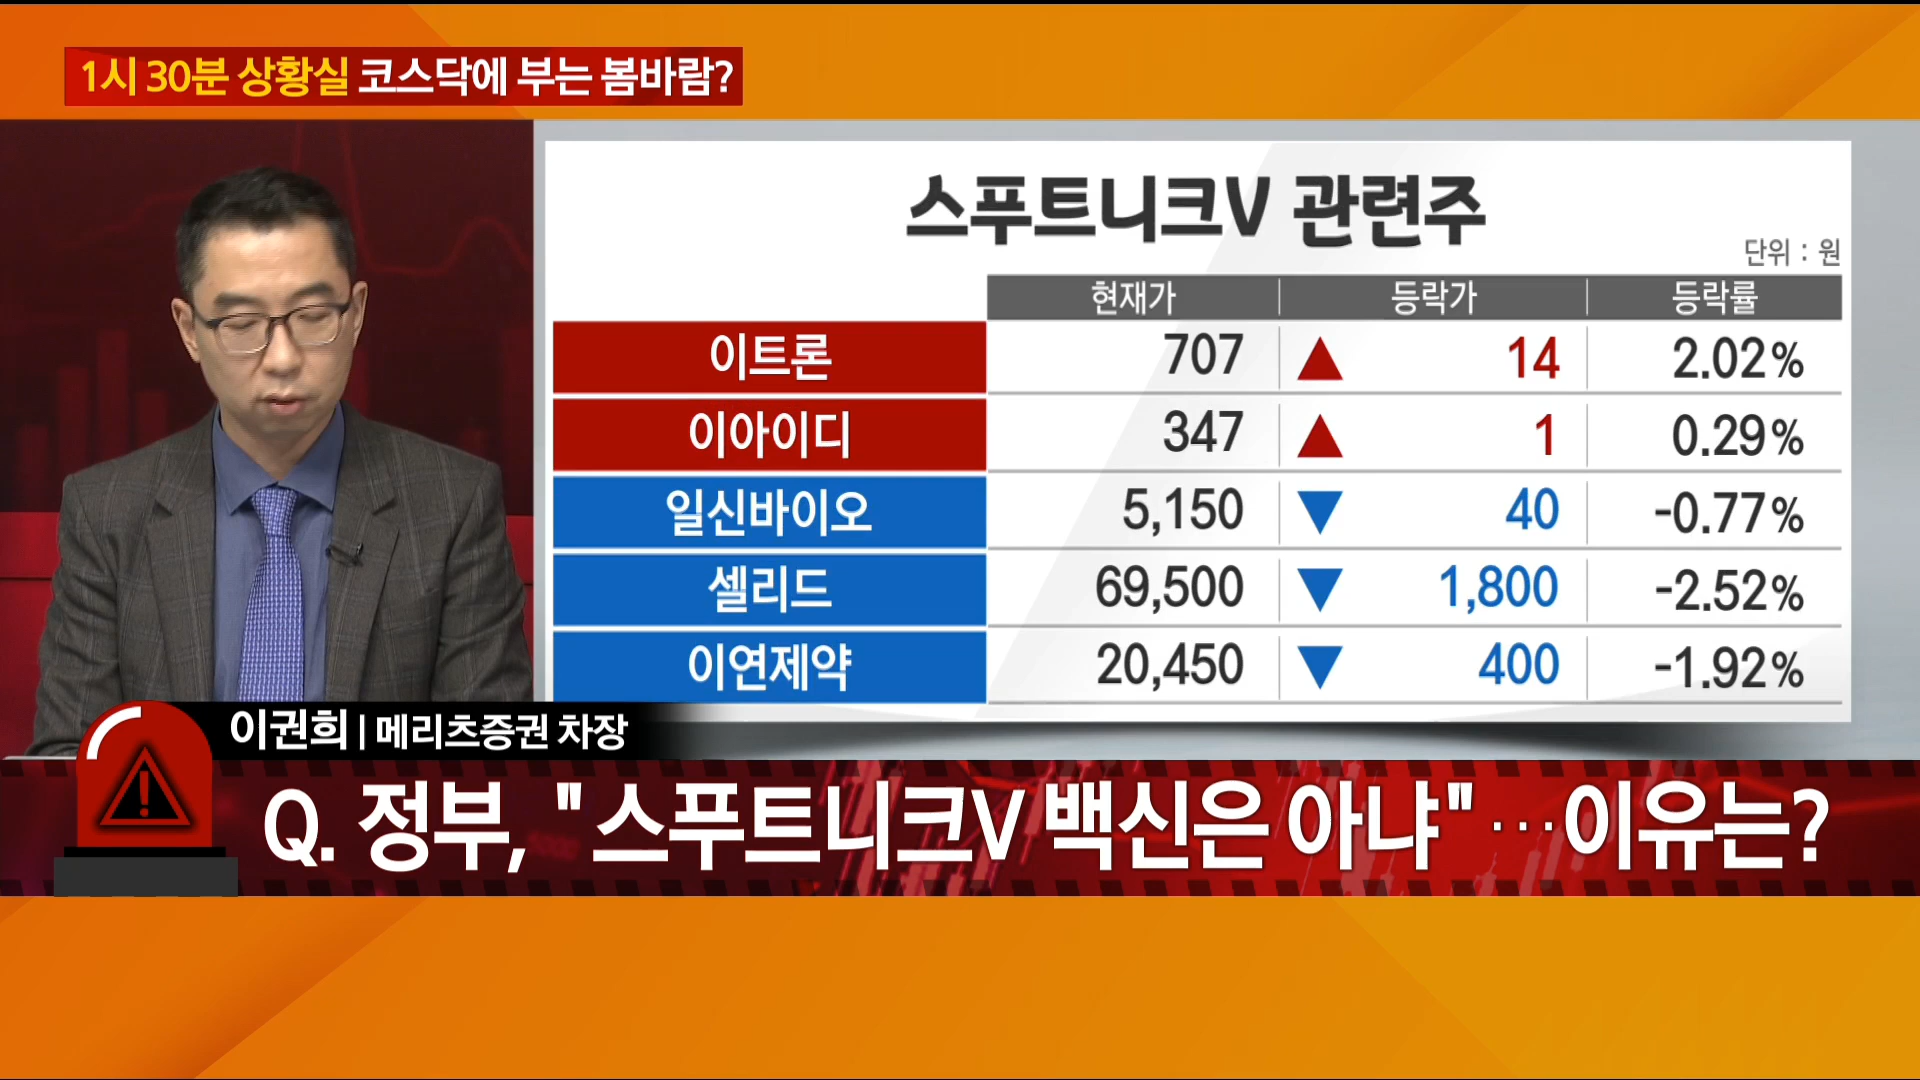 1시 30분 상황실 코스닥에 부는 봄바람?
스푸트니크V 관련주
단위 : 원
현재가 등락가 등락률
이트론 707 ▲ 14 2.02%
이아이디 347 ▲ 1 0.29%
일신바이오 5,150 ▼ 40 -0.77%
셀리드 69,500 ▼ 1,800 -2.52%
이연제약 20,450 ▼ 400 -1.92%
이권희 | 메리츠증권 차장
Q. 정부, "스푸트니크V 백신은 아냐"…이유는?